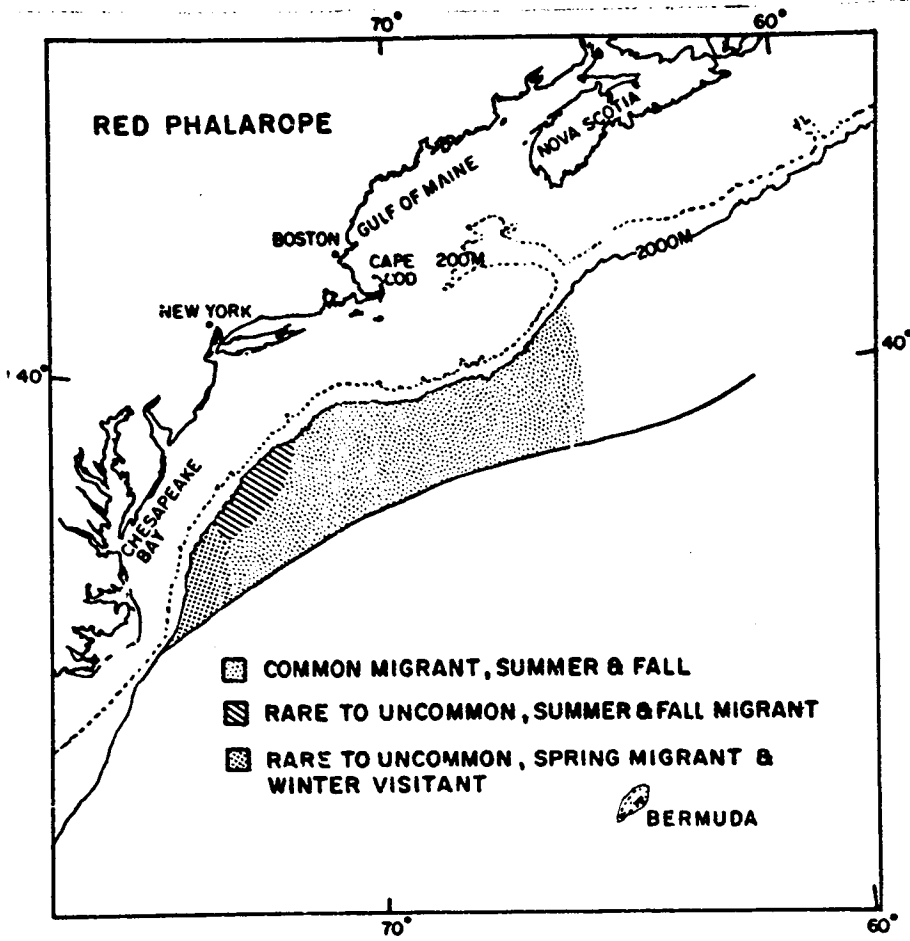 70°
60°
RED PHALAROPE
NOVA SCOTIA
GULF OF MAINE
BOSTON
CAPE COD
200M
2000M
NEW YORK
40°
40°
CHESAPEAKE
BAY
COMMON MIGRANT, SUMMER & FALL
RARE TO UNCOMMON, SUMMER & FALL MIGRANT
RARE TO UNCOMMON, SPRING MIGRANT &
WINTER VISITANT
BERMUDA
70°
60°